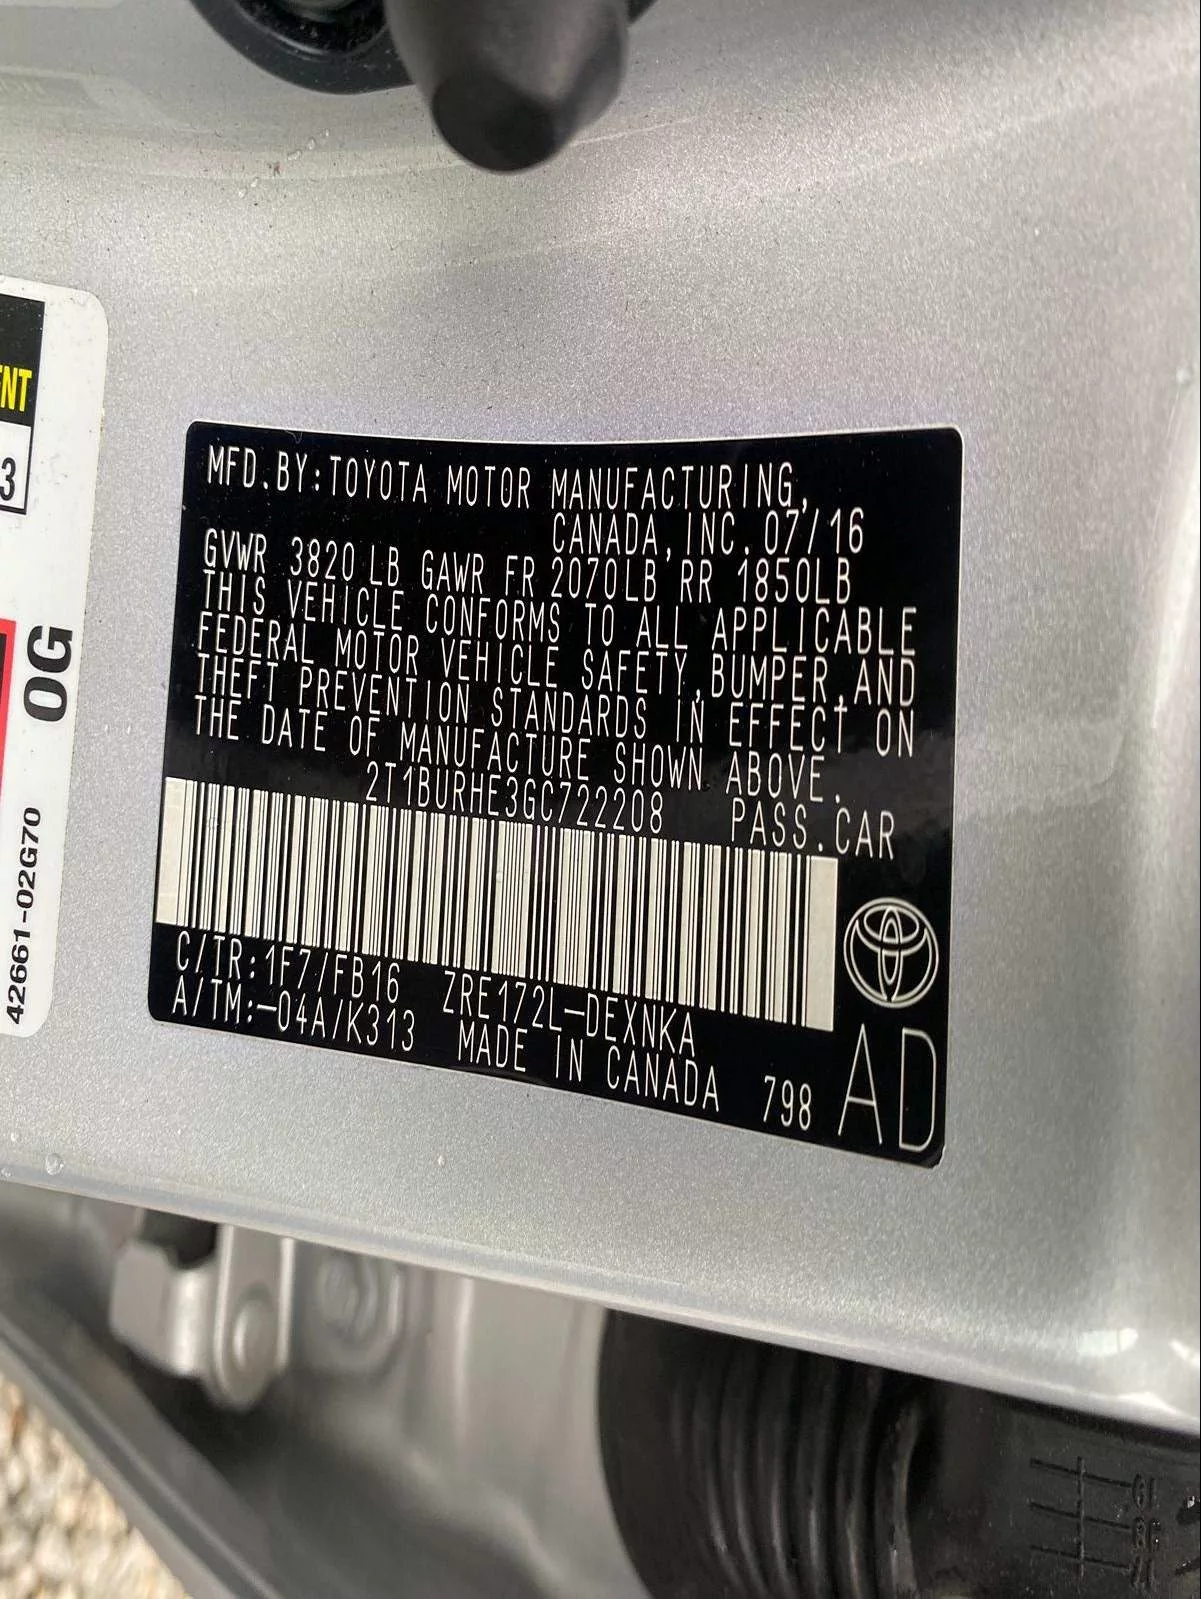 ENT
3
0G
42661-02G70
MFD.BY:TOYOTA MOTOR MANUFACTURING,
CANADA,INC.07/16
GVWR 3820LB GAWR FR 2070LB RR 1850LB
THIS VEHICLE CONFORMS TO ALL APPLICABLE
FEDERAL MOTOR VEHICLE SAFETY,BUMPER,AND
THEFT PREVENTION STANDARDS IN EFFECT ON
THE DATE OF MANUFACTURE SHOWN ABOVE.
2T1BURHE3GC722208 PASS.CAR
C/TR:1F7/FB16 ZRE172L-DEXNKA
A/TM:-04A/K313 MADE IN CANADA 798 AD